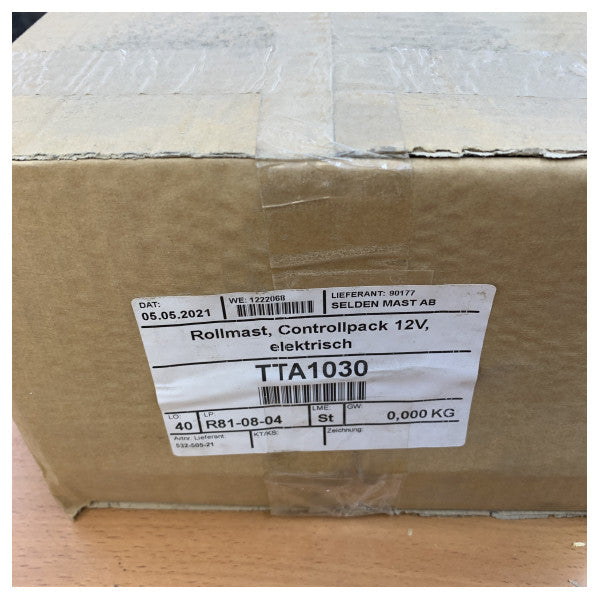 DAT: 05.05.2021
WE: 1222068
LIEFERANT: 90177
SELDEN MAST AB
Rollmast, Controllpack 12V,
elektrisch
TTA1030
LO: 40
LP: R81-08-04
LME: St
GW: 0,000 KG
Artnr. Lieferant:
532-505-21
KT/KS:
Zeichnung: